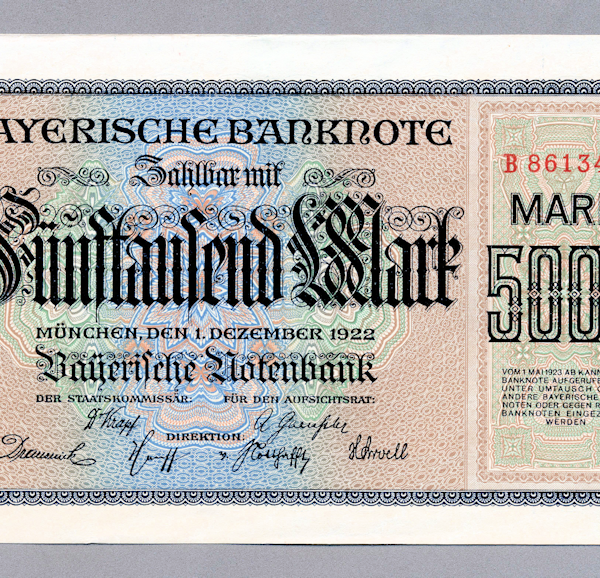 AYERISCHE BANKNOTE
Zahlbar mit
Fünftausend Mark
MÜNCHEN, DEN 1. DEZEMBER 1922
Bayerische Notenbank
DER STAATSKOMMISSÄR: FÜR DEN AUFSICHTSRAT:
DIREKTION:
B 86134
MAR
500
VOM 1 MAI 1923 AB KANN
BANKNOTE AUFGERUFE
UNTER UMTAUSCH G
ANDERE BAYERISCHE
NOTEN ODER GEGEN R
BANKNOTEN EINGEZ
WERDEN